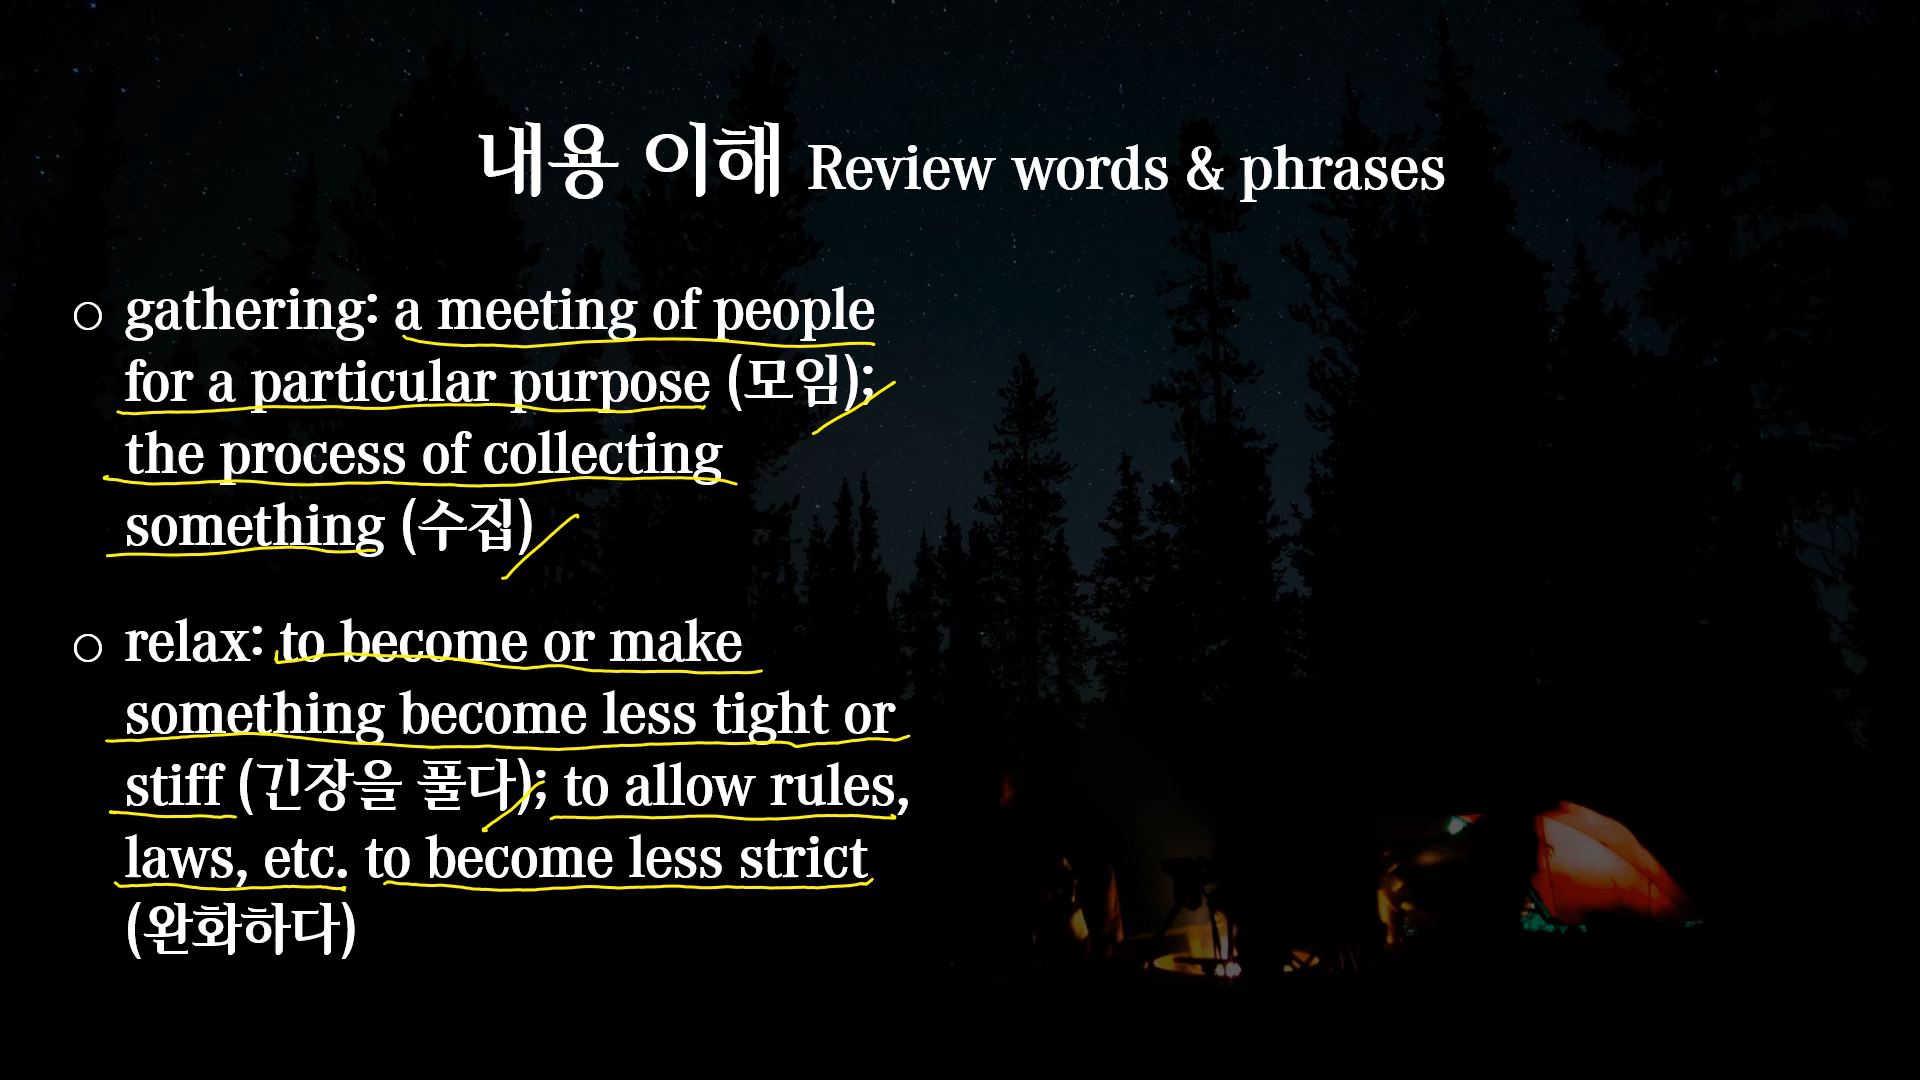 내용 이해 Review words & phrases
○ gathering: a meeting of people
for a particular purpose (모임);
the process of collecting
something (수집)
○ relax: to become or make
something become less tight or
stiff (긴장을 풀다); to allow rules,
laws, etc. to become less strict
(완화하다)